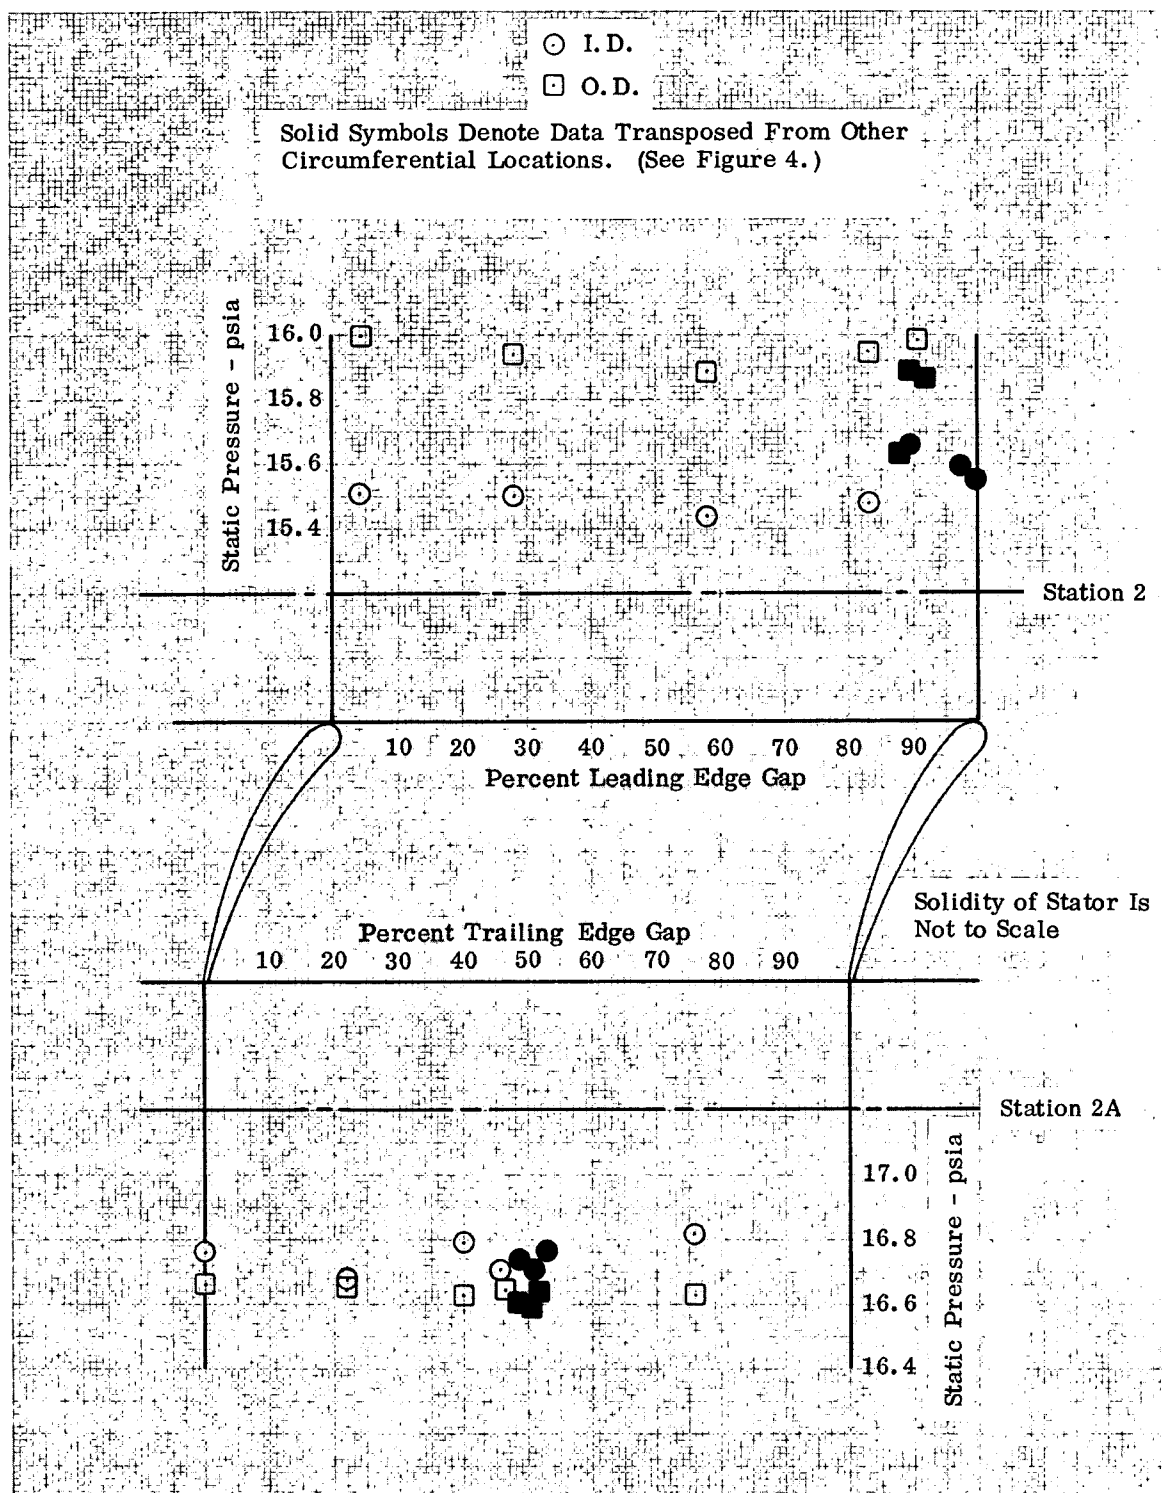 I.D.
O.D.
Solid Symbols Denote Data Transposed From Other
Circumferential Locations. (See Figure 4.)
Static Pressure - psia
16.0
15.8
15.6
15.4
Station 2
10 20 30 40 50 60 70 80 90
Percent Leading Edge Gap
Solidity of Stator Is
Not to Scale
Percent Trailing Edge Gap
10 20 30 40 50 60 70 80 90
Station 2A
17.0
16.8
16.6
16.4
Static Pressure - psia